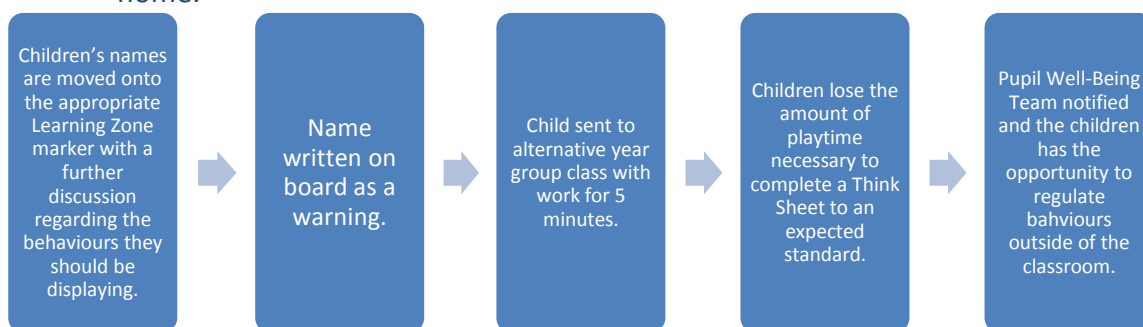 home.
Children’s names
are moved onto
the appropriate
Learning Zone
marker with a
further
discussion
regarding the
behaviours they
should be
displaying.
Name
written on
board as a
warning.
Child sent to
alternative year
group class with
work for 5
minutes.
Children lose the
amount of
playtime
necessary to
complete a Think
Sheet to an
expected
standard.
Pupil Well-Being
Team notified
and the children
has the
opportunity to
regulate
bahviours
outside of the
classroom.